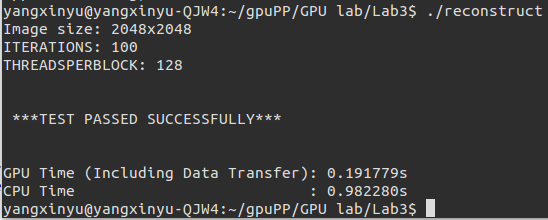 yangxinyu@yangxinyu-QJW4:~/gpuPP/GPU lab/Lab3$ ./reconstruct
Image size: 2048x2048
ITERATIONS: 100
THREADSPERBLOCK: 128
***TEST PASSED SUCCESSFULLY***
GPU Time (Including Data Transfer): 0.191779s
CPU Time                          : 0.982280s
yangxinyu@yangxinyu-QJW4:~/gpuPP/GPU lab/Lab3$